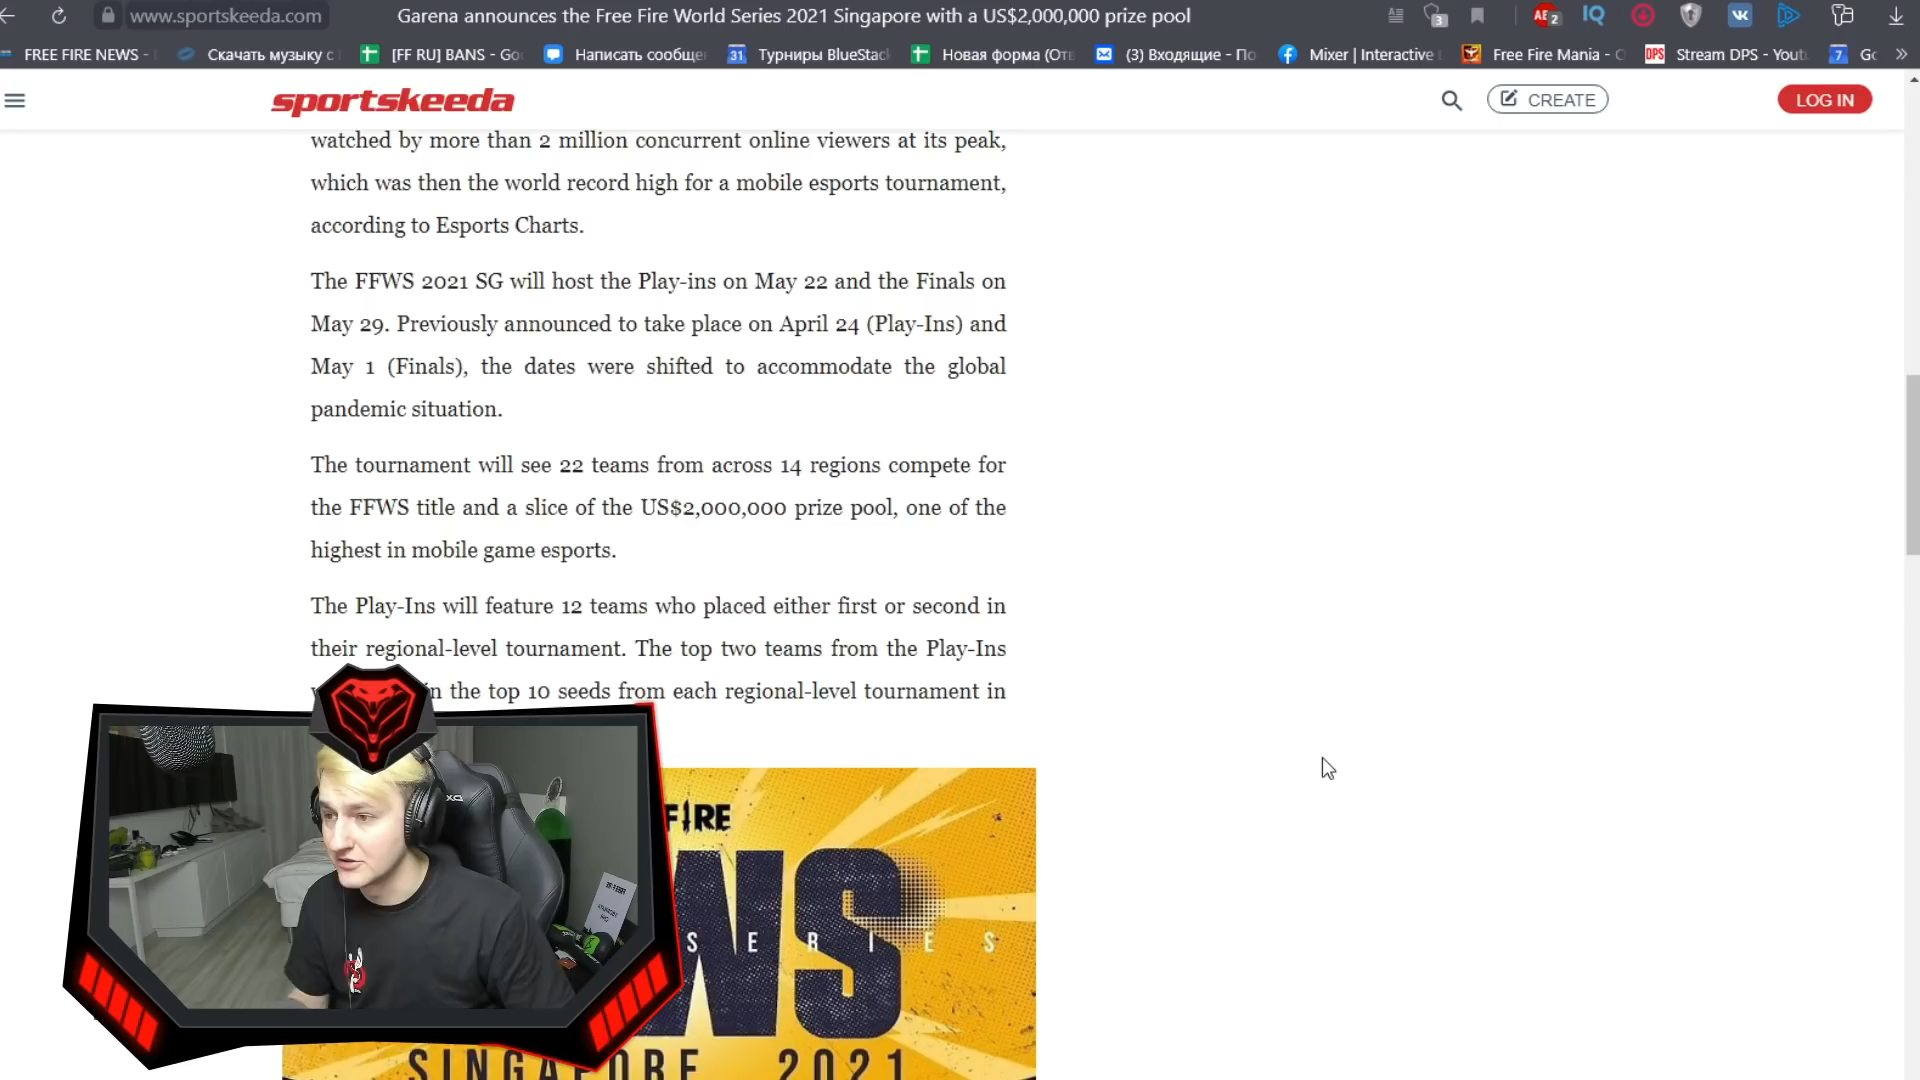 www.sportskeeda.com
Garena announces the Free Fire World Series 2021 Singapore with a US$2,000,000 prize pool
FREE FIRE NEWS -
Скачать музыку с
[FF RU] BANS - Goo
Написать сообще
31
Турниры BlueStac
Новая форма (Отв
(3) Входящие - По
Mixer | Interactive
Free Fire Mania -
DPS
Stream DPS - Yout
7
sportskeeda
CREATE
LOG IN
watched by more than 2 million concurrent online viewers at its peak,
which was then the world record high for a mobile esports tournament,
according to Esports Charts.
The FFWS 2021 SG will host the Play-ins on May 22 and the Finals on
May 29. Previously announced to take place on April 24 (Play-Ins) and
May 1 (Finals), the dates were shifted to accommodate the global
pandemic situation.
The tournament will see 22 teams from across 14 regions compete for
the FFWS title and a slice of the US$2,000,000 prize pool, one of the
highest in mobile game esports.
The Play-Ins will feature 12 teams who placed either first or second in
their regional-level tournament. The top two teams from the Play-Ins
the top 10 seeds from each regional-level tournament in
FIRE
WS
SERIES
SINGAPORE 2021